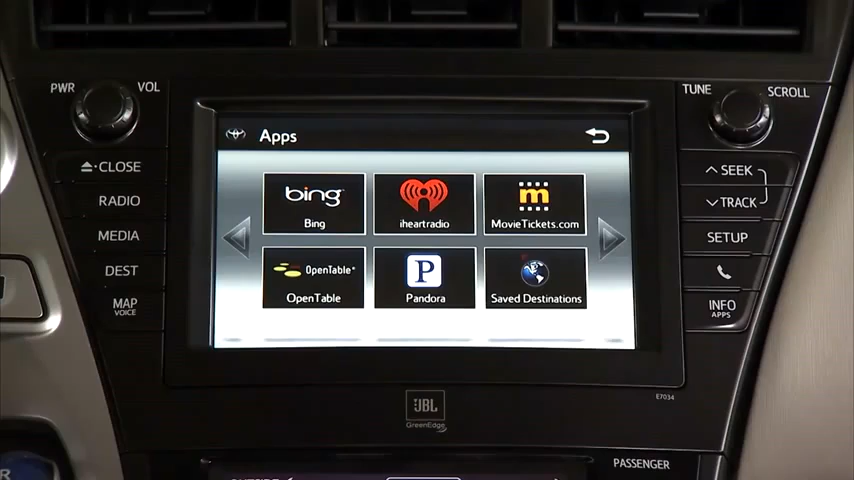 PWR
VOL
TUNE
SCROLL
Apps
CLOSE
RADIO
MEDIA
DEST
MAP
VOICE
bing
Bing
iheartradio
m
MovieTickets.com
OpenTable
OpenTable
P
Pandora
Saved Destinations
SEEK
TRACK
SETUP
INFO
APPS
E7034
JBL
GreenEdge
PASSENGER